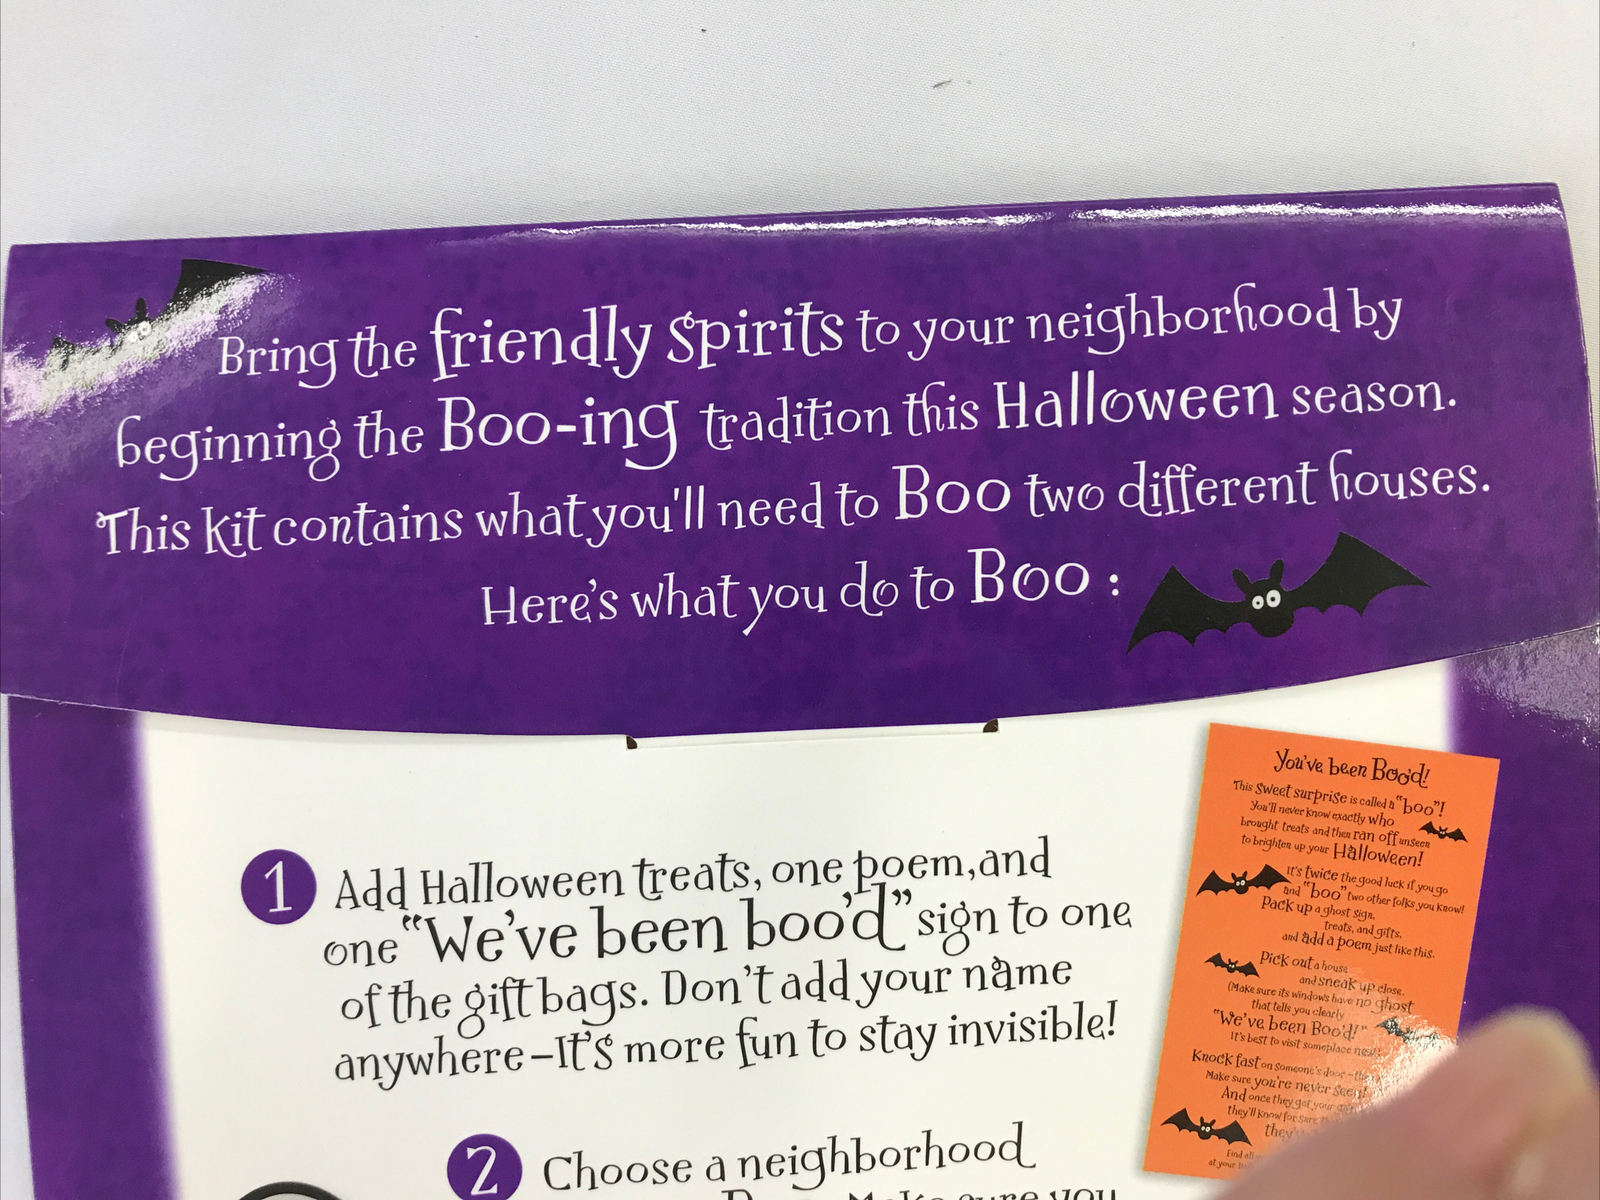 Bring the friendly spirits to your neighborhood by
beginning the Boo-ing tradition this Halloween season.
This kit contains what you'll need to Boo two different houses.
Here's what you do to Boo :
1 Add Halloween treats, one poem, and
one "We've been boo'd" sign to one
of the gift bags. Don't add your name
anywhere–It's more fun to stay invisible!
2 Choose a neighborhood
sure you
You've been Boo'd!
This sweet surprise is called a "boo"!
You'll never know exactly who
brought treats and then ran off unseen
to brighten up your Halloween!
It's twice the good luck if you go
and "boo" two other folks you know!
Pack up a ghost sign,
treats, and gifts,
and add a poem just like this.
Pick out a house
and sneak up close.
(Make sure its windows have no ghost
that tells you clearly
"We've been Boo'd!"
It's best to visit someplace new!
Knock fast on someone's door–
Make sure you're never seen!
And once they get your
they'll know for sure
Find all
at your